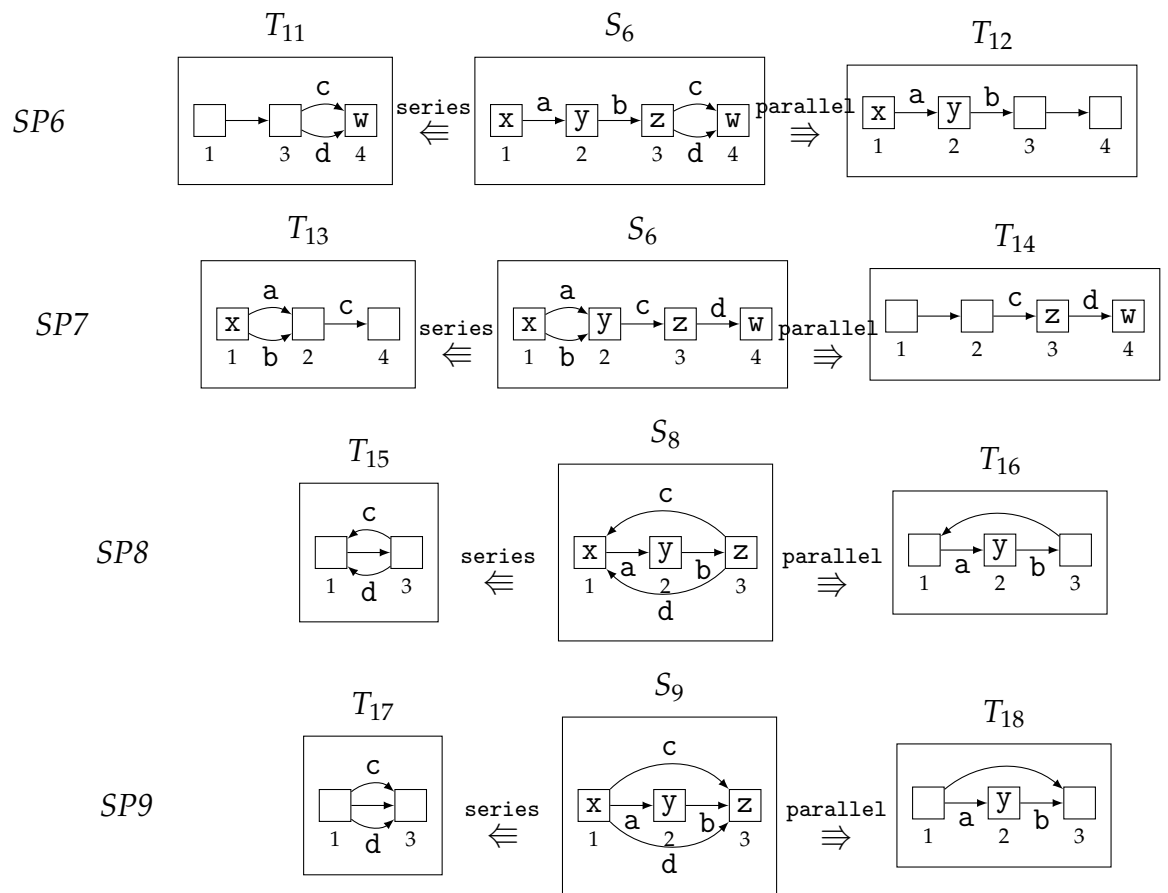 T11 S6 T12
SP6
c c
a b a b
w x y z w x y
series parallel
d d
1 3 4 1 2 3 4 1 2 3 4
T13 S6 T14
SP7
a a
c c d c d
x x y z w z w
series parallel
b b
1 2 4 1 2 3 4 1 2 3 4
T15 S8 T16
SP8
c c
x y z y
series parallel
a b a b
1 3 1 2 3 1 2 3
d d
T17 S9 T18
SP9
c c
x y z y
series parallel
a b a b
1 3 1 2 3 1 2 3
d d